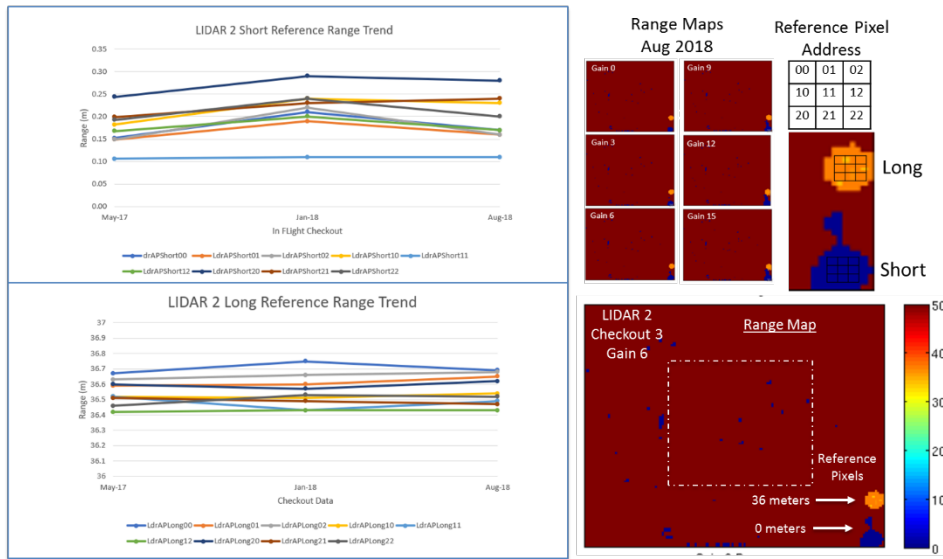 LIDAR 2 Short Reference Range Trend
0.35
0.30
0.25
0.20
0.15
0.10
0.05
0.00
Range (m)
May-17 Jan-18 Aug-18
In FLight Checkout
drAPShort00 LdrAPShort01 LdrAPShort02 LdrAPShort10 LdrAPShort11
LdrAPShort12 LdrAPShort20 LdrAPShort21 LdrAPShort22
LIDAR 2 Long Reference Range Trend
37
36.9
36.8
36.7
36.6
36.5
36.4
36.3
36.2
36.1
36
Range (m)
May-17 Jan-18 Aug-18
Checkout Data
LdrAPLong00 LdrAPLong01 LdrAPLong02 LdrAPLong10 LdrAPLong11
LdrAPLong12 LdrAPLong20 LdrAPLong21 LdrAPLong22
Range Maps
Aug 2018
Gain 0 Gain 9
Gain 3 Gain 12
Gain 6 Gain 15
Reference Pixel
Address
00 01 02
10 11 12
20 21 22
Long
Short
LIDAR 2
Checkout 3
Gain 6
Range Map
Reference
Pixels
36 meters
0 meters
50
40
30
20
10
0